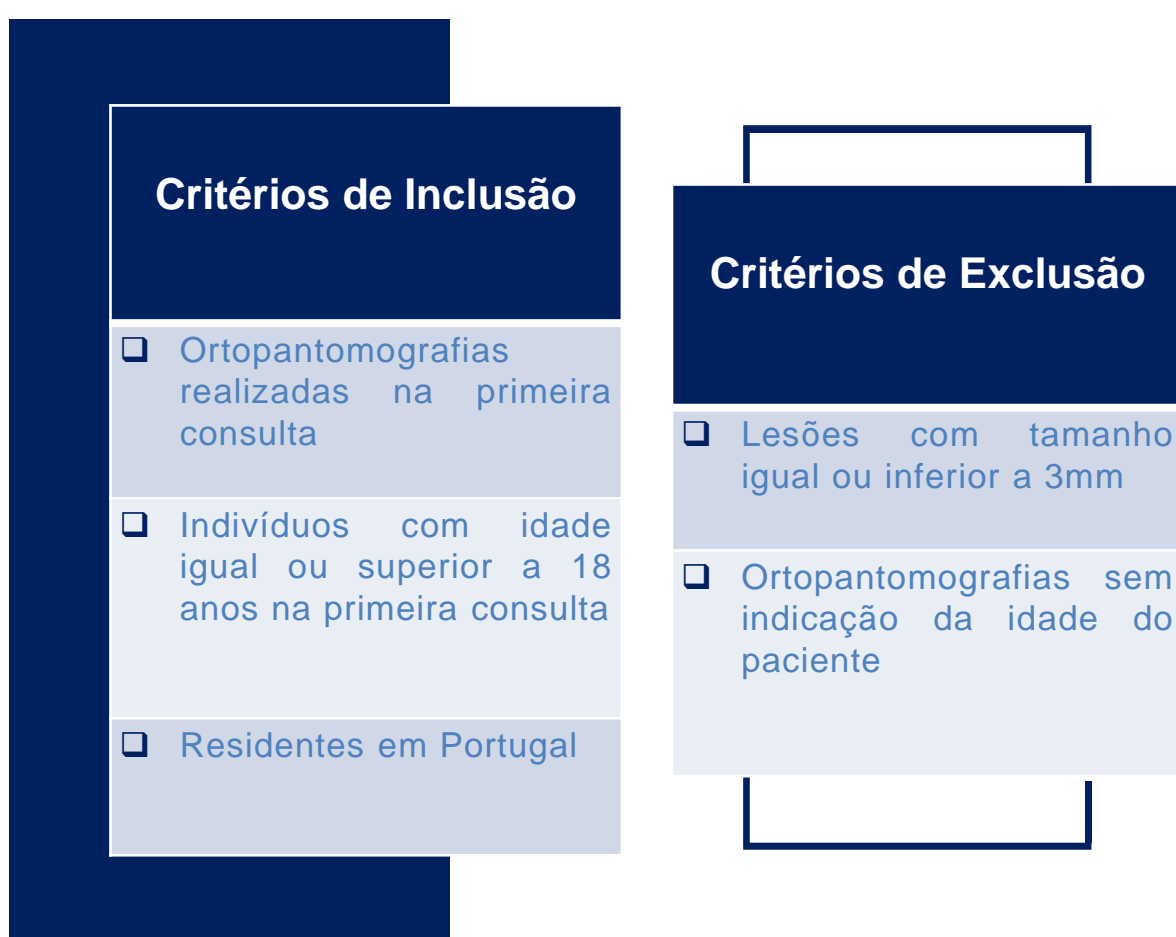 Critérios de Inclusão
Ortopantomografias
realizadas na primeira
consulta
Indivíduos com idade
igual ou superior a 18
anos na primeira consulta
Residentes em Portugal
Critérios de Exclusão
Lesões com tamanho
igual ou inferior a 3mm
Ortopantomografias sem
indicação da idade do
paciente